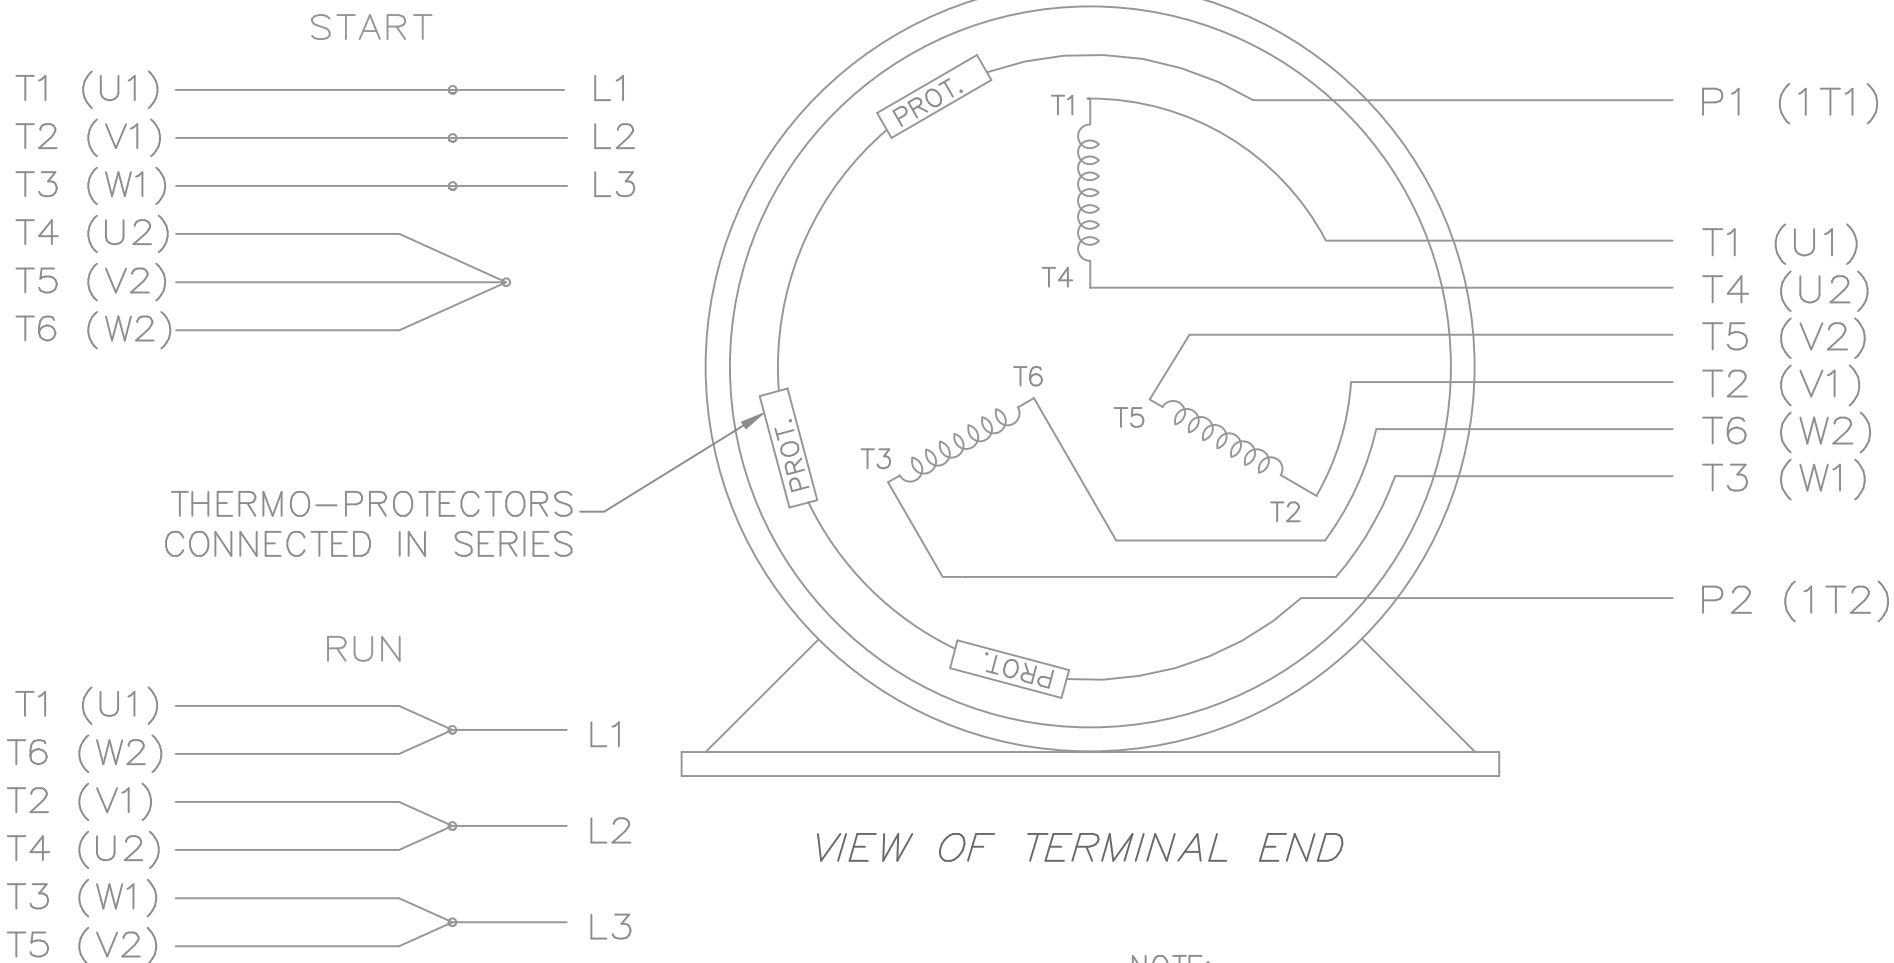 START
T1 (U1) L1
T2 (V1) L2
T3 (W1) L3
T4 (U2)
T5 (V2)
T6 (W2)
THERMO-PROTECTORS
CONNECTED IN SERIES
RUN
T1 (U1)
T6 (W2)
L1
T2 (V1)
T4 (U2)
L2
T3 (W1)
T5 (V2)
L3
PROT.
PROT.
PROT.
T1
T4
T6
T3
T5
T2
P1 (1T1)
T1 (U1)
T4 (U2)
T5 (V2)
T2 (V1)
T6 (W2)
T3 (W1)
P2 (1T2)
VIEW OF TERMINAL END
NOTE: